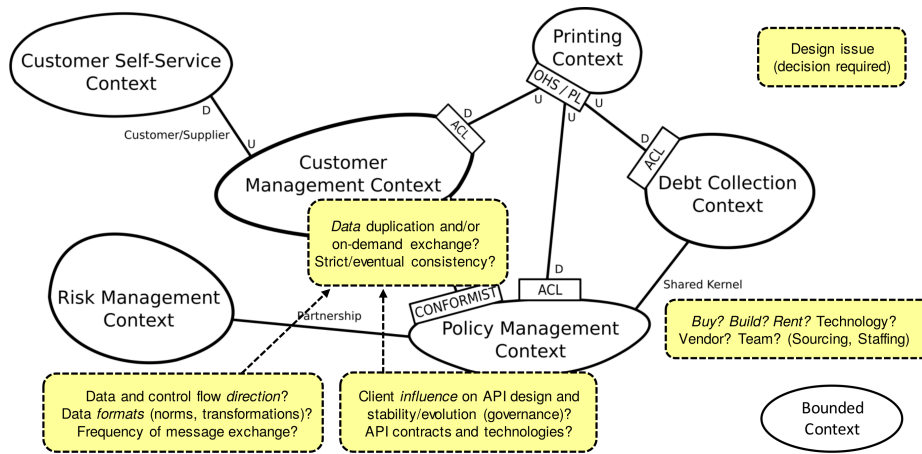 Customer Self-Service
Context
Printing
Context
Design issue
(decision required)
OHS / PL
D
Customer/Supplier
U
D
ACL
U
U
U
D
ACL
Customer
Management Context
Debt Collection
Context
Data duplication and/or
on-demand exchange?
Strict/eventual consistency?
D
ACL
CONFORMIST
Shared Kernel
Risk Management
Context
Partnership
Policy Management
Context
Buy? Build? Rent? Technology?
Vendor? Team? (Sourcing, Staffing)
Data and control flow direction?
Data formats (norms, transformations)?
Frequency of message exchange?
Client influence on API design and
stability/evolution (governance)?
API contracts and technologies?
Bounded
Context